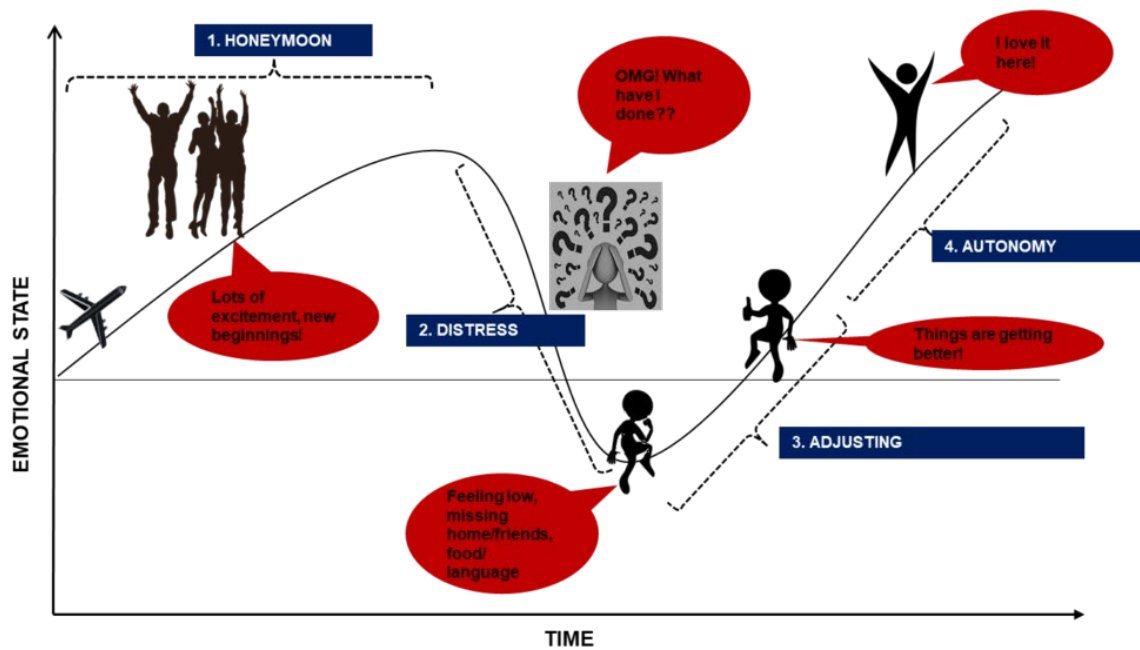 1. HONEYMOON
I love it
here!
OMG! What
have I
done??
4. AUTONOMY
Lots of
excitement, new
beginnings!
2. DISTRESS
Things are getting
better!
3. ADJUSTING
Feeling low,
missing
home/friends,
food/
language
EMOTIONAL STATE
TIME